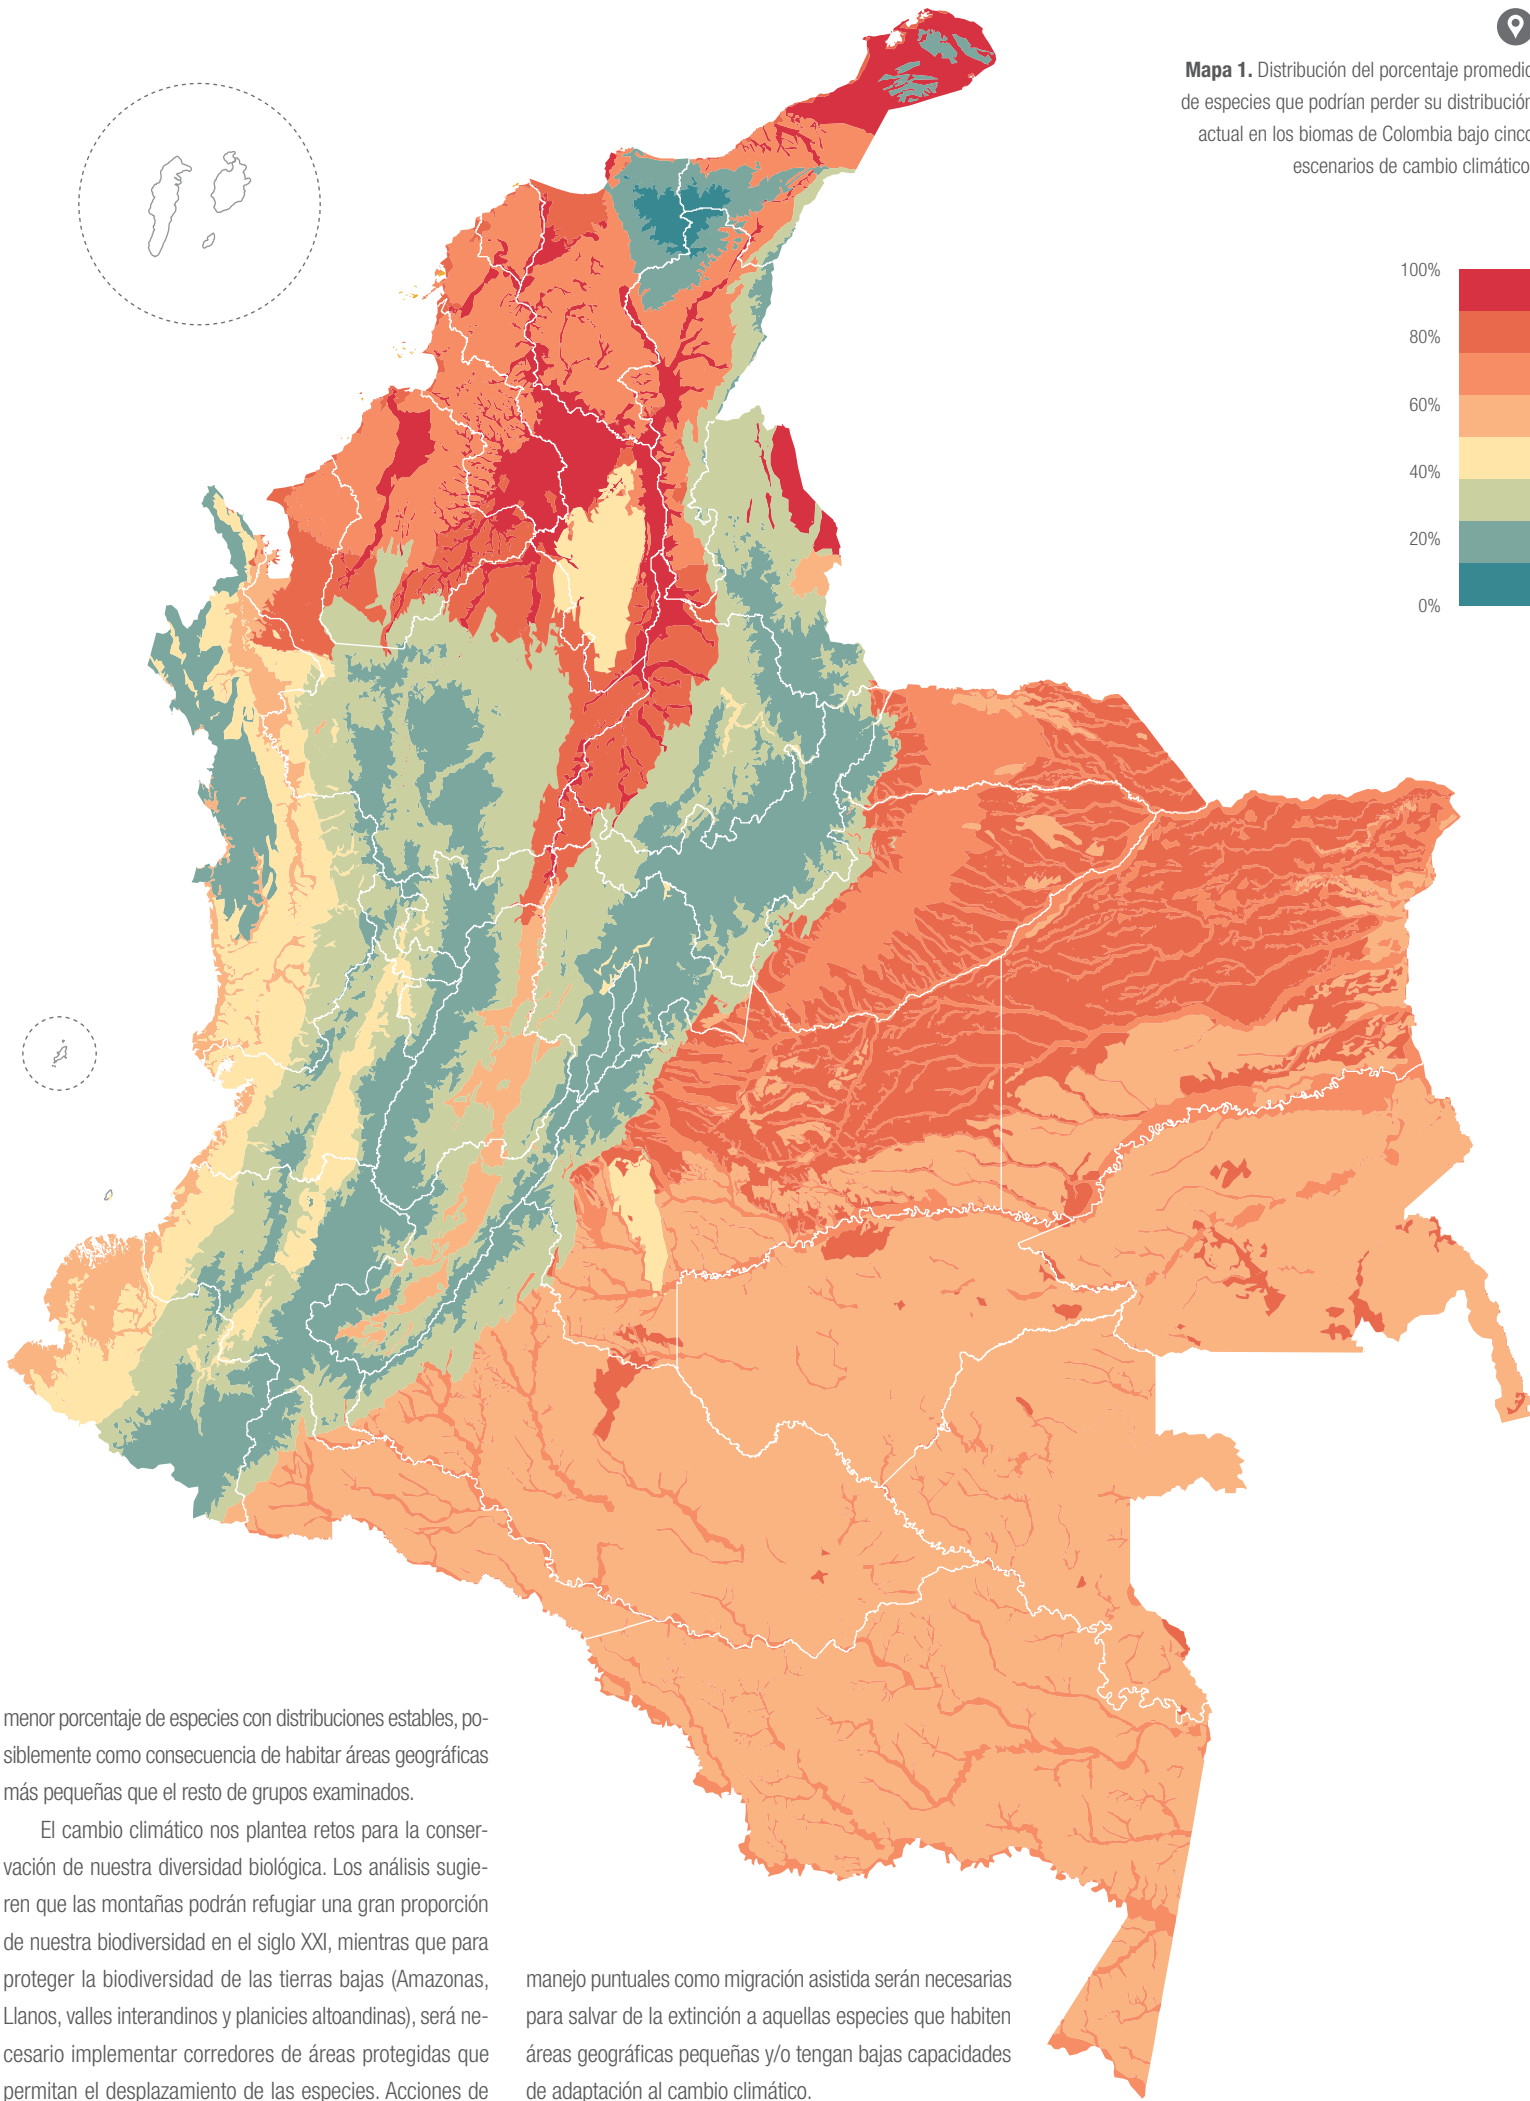 Mapa 1. Distribución del porcentaje promedio
de especies que podrían perder su distribución
actual en los biomas de Colombia bajo cinco
escenarios de cambio climático
100%
80%
60%
40%
20%
0%
menor porcentaje de especies con distribuciones estables, po-
siblemente como consecuencia de habitar áreas geográficas
más pequeñas que el resto de grupos examinados.
El cambio climático nos plantea retos para la conser-
vación de nuestra diversidad biológica. Los análisis sugie-
ren que las montañas podrán refugiar una gran proporción
de nuestra biodiversidad en el siglo XXI, mientras que para
proteger la biodiversidad de las tierras bajas (Amazonas,
Llanos, valles interandinos y planicies altoandinas), será ne-
cesario implementar corredores de áreas protegidas que
permitan el desplazamiento de las especies. Acciones de
manejo puntuales como migración asistida serán necesarias
para salvar de la extinción a aquellas especies que habiten
áreas geográficas pequeñas y/o tengan bajas capacidades
de adaptación al cambio climático.